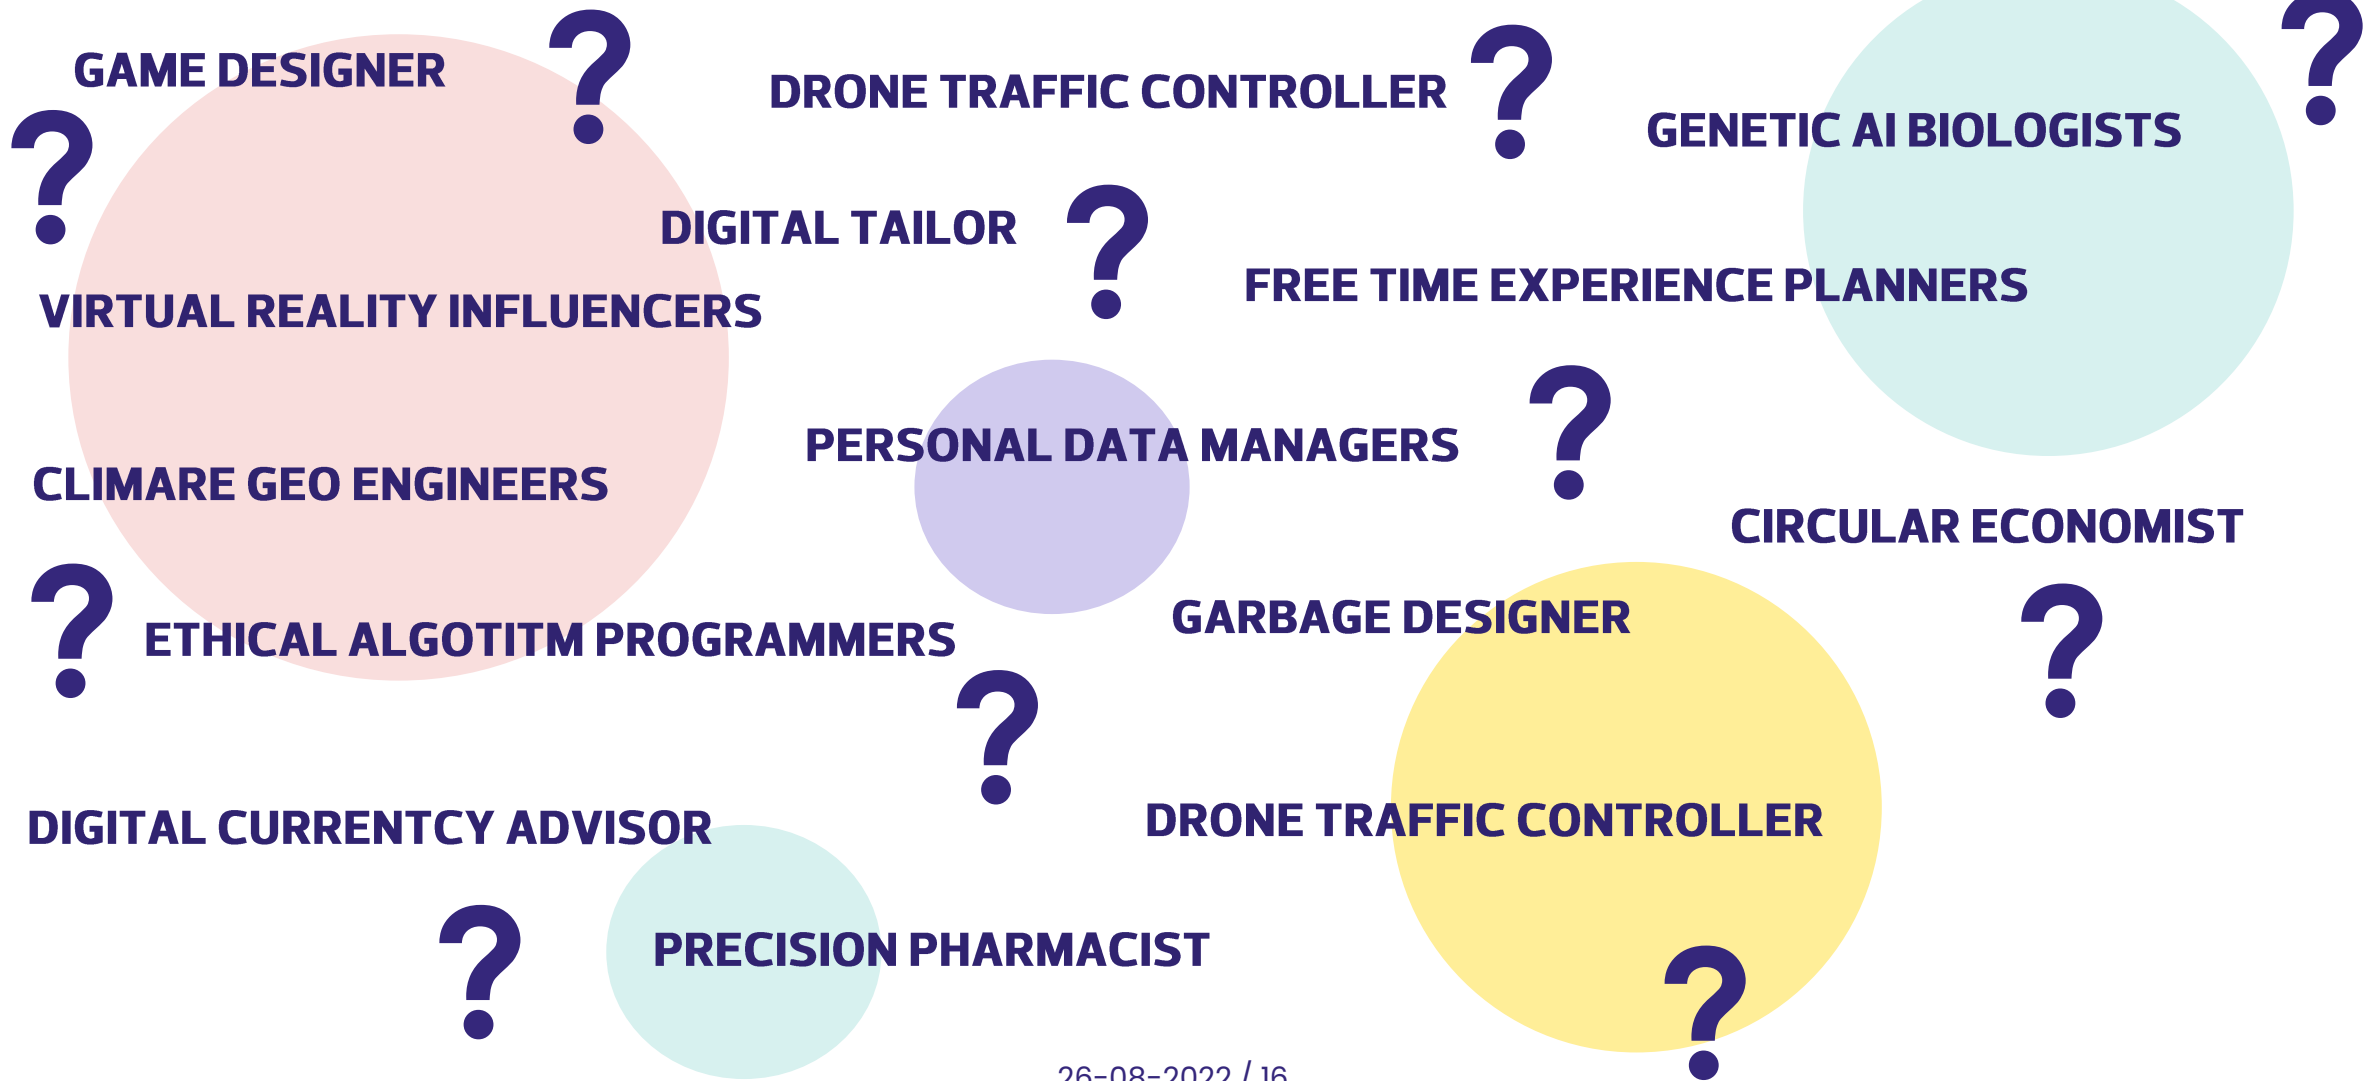 GAME DESIGNER
?
DRONE TRAFFIC CONTROLLER
?
?
GENETIC AI BIOLOGISTS
?
DIGITAL TAILOR
?
FREE TIME EXPERIENCE PLANNERS
VIRTUAL REALITY INFLUENCERS
PERSONAL DATA MANAGERS
?
CLIMARE GEO ENGINEERS
CIRCULAR ECONOMIST
?
GARBAGE DESIGNER
?
ETHICAL ALGOTITM PROGRAMMERS
?
DIGITAL CURRENTCY ADVISOR
DRONE TRAFFIC CONTROLLER
?
PRECISION PHARMACIST
?
26-08-2022 / 16